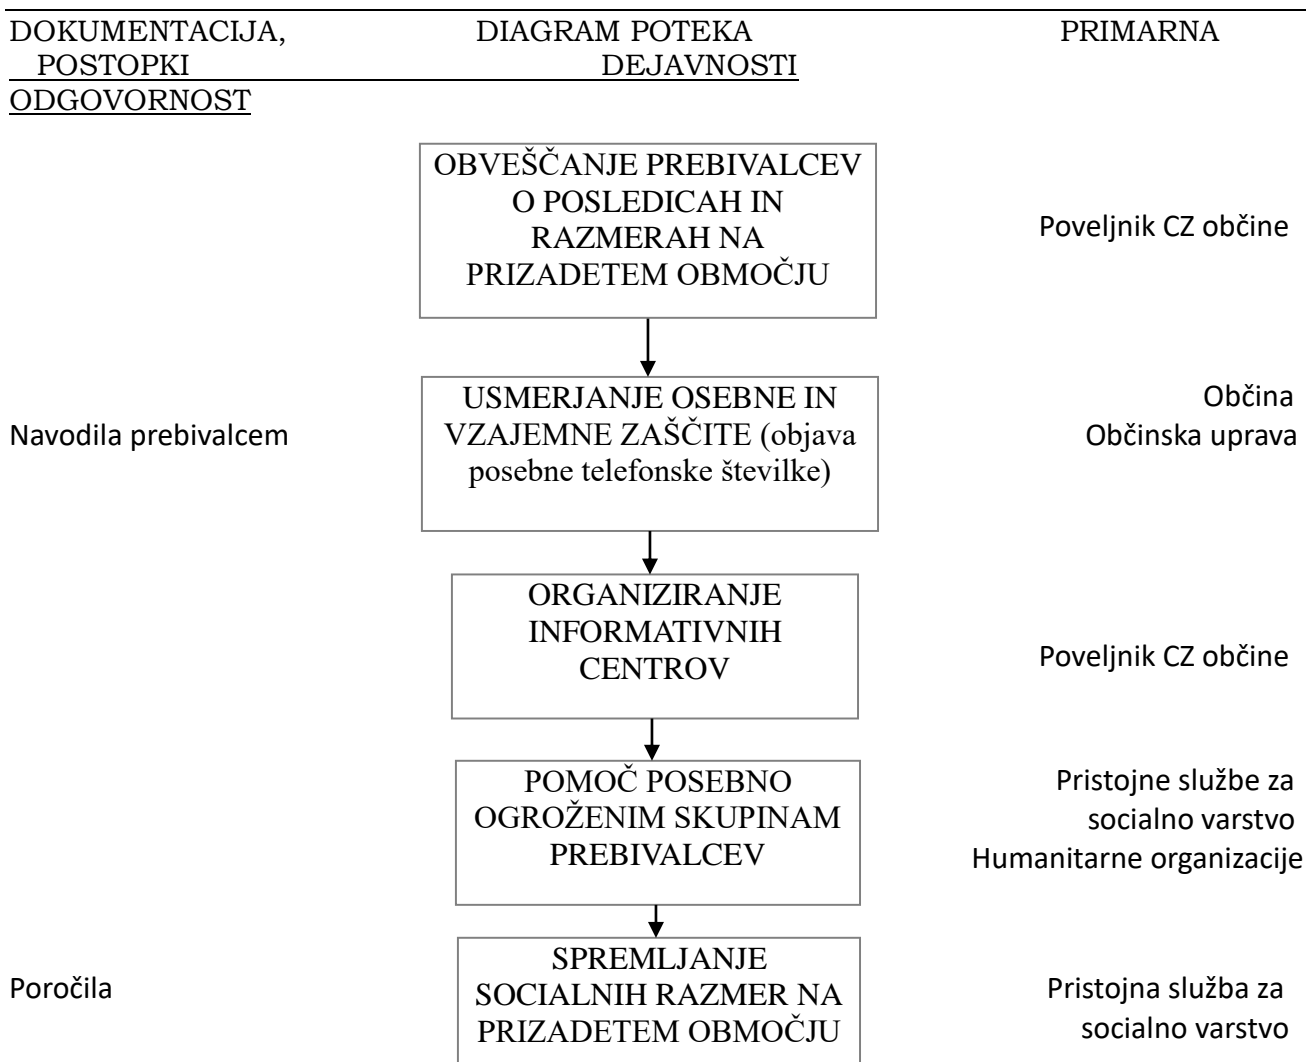 DOKUMENTACIJA, DIAGRAM POTEKA PRIMARNA
POSTOPKI DEJAVNOSTI
ODGOVORNOST
OBVEŠČANJE PREBIVALCEV
O POSLEDICAH IN
RAZMERAH NA
PRIZADETEM OBMOČJU
Poveljnik CZ občine
Navodila prebivalcem
USMERJANJE OSEBNE IN
VZAJEMNE ZAŠČITE (objava
posebne telefonske številke)
Občina
Občinska uprava
ORGANIZIRANJE
INFORMATIVNIH
CENTROV
Poveljnik CZ občine
POMOČ POSEBNO
OGROŽENIM SKUPINAM
PREBIVALCEV
Pristojne službe za
socialno varstvo
Humanitarne organizacije
Poročila
SPREMLJANJE
SOCIALNIH RAZMER NA
PRIZADETEM OBMOČJU
Pristojna služba za
socialno varstvo